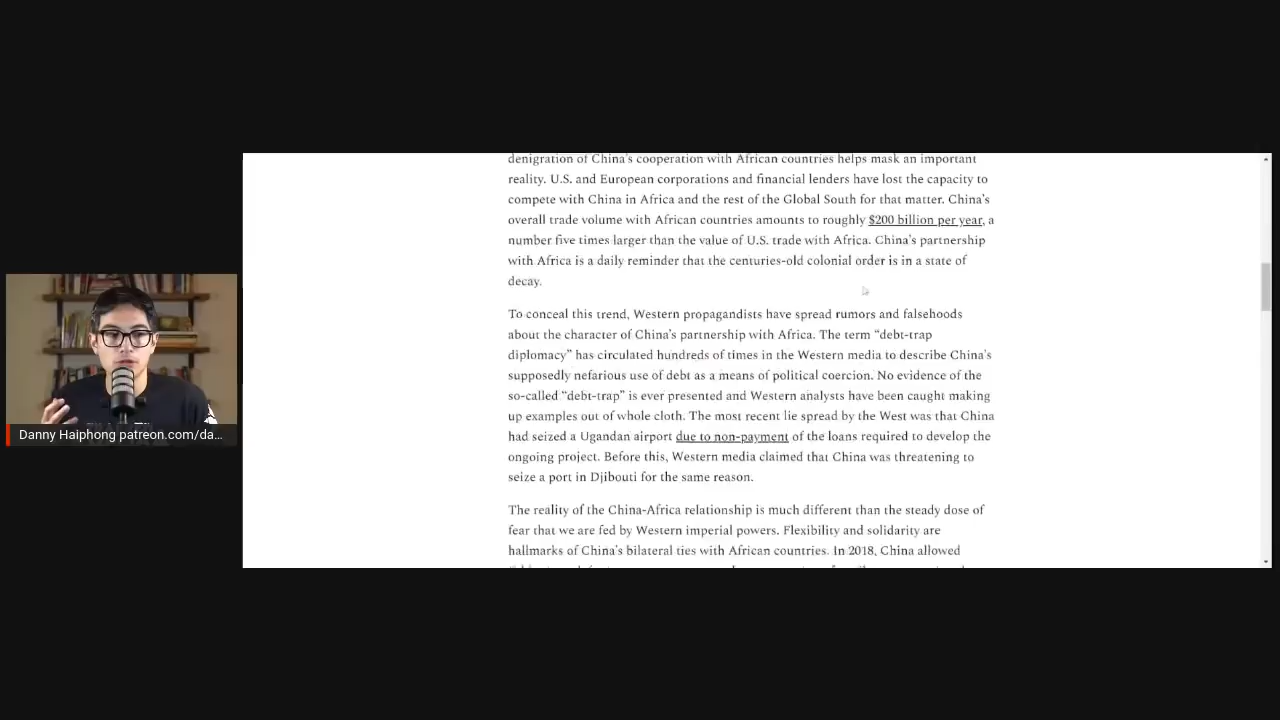 denigration of China's cooperation with African countries helps mask an important
reality. U.S. and European corporations and financial lenders have lost the capacity to
compete with China in Africa and the rest of the Global South for that matter. China's
overall trade volume with African countries amounts to roughly $200 billion per year, a
number five times larger than the value of U.S. trade with Africa. China's partnership
with Africa is a daily reminder that the centuries-old colonial order is in a state of
decay.
To conceal this trend, Western propagandists have spread rumors and falsehoods
about the character of China's partnership with Africa. The term “debt-trap
diplomacy” has circulated hundreds of times in the Western media to describe China's
supposedly nefarious use of debt as a means of political coercion. No evidence of the
so-called “debt-trap” is ever presented and Western analysts have been caught making
up examples out of whole cloth. The most recent lie spread by the West was that China
had seized a Ugandan airport due to non-payment of the loans required to develop the
ongoing project. Before this, Western media claimed that China was threatening to
seize a port in Djibouti for the same reason.
The reality of the China-Africa relationship is much different than the steady dose of
fear that we are fed by Western imperial powers. Flexibility and solidarity are
hallmarks of China's bilateral ties with African countries. In 2018, China allowed
Danny Haiphong patreon.com/da...